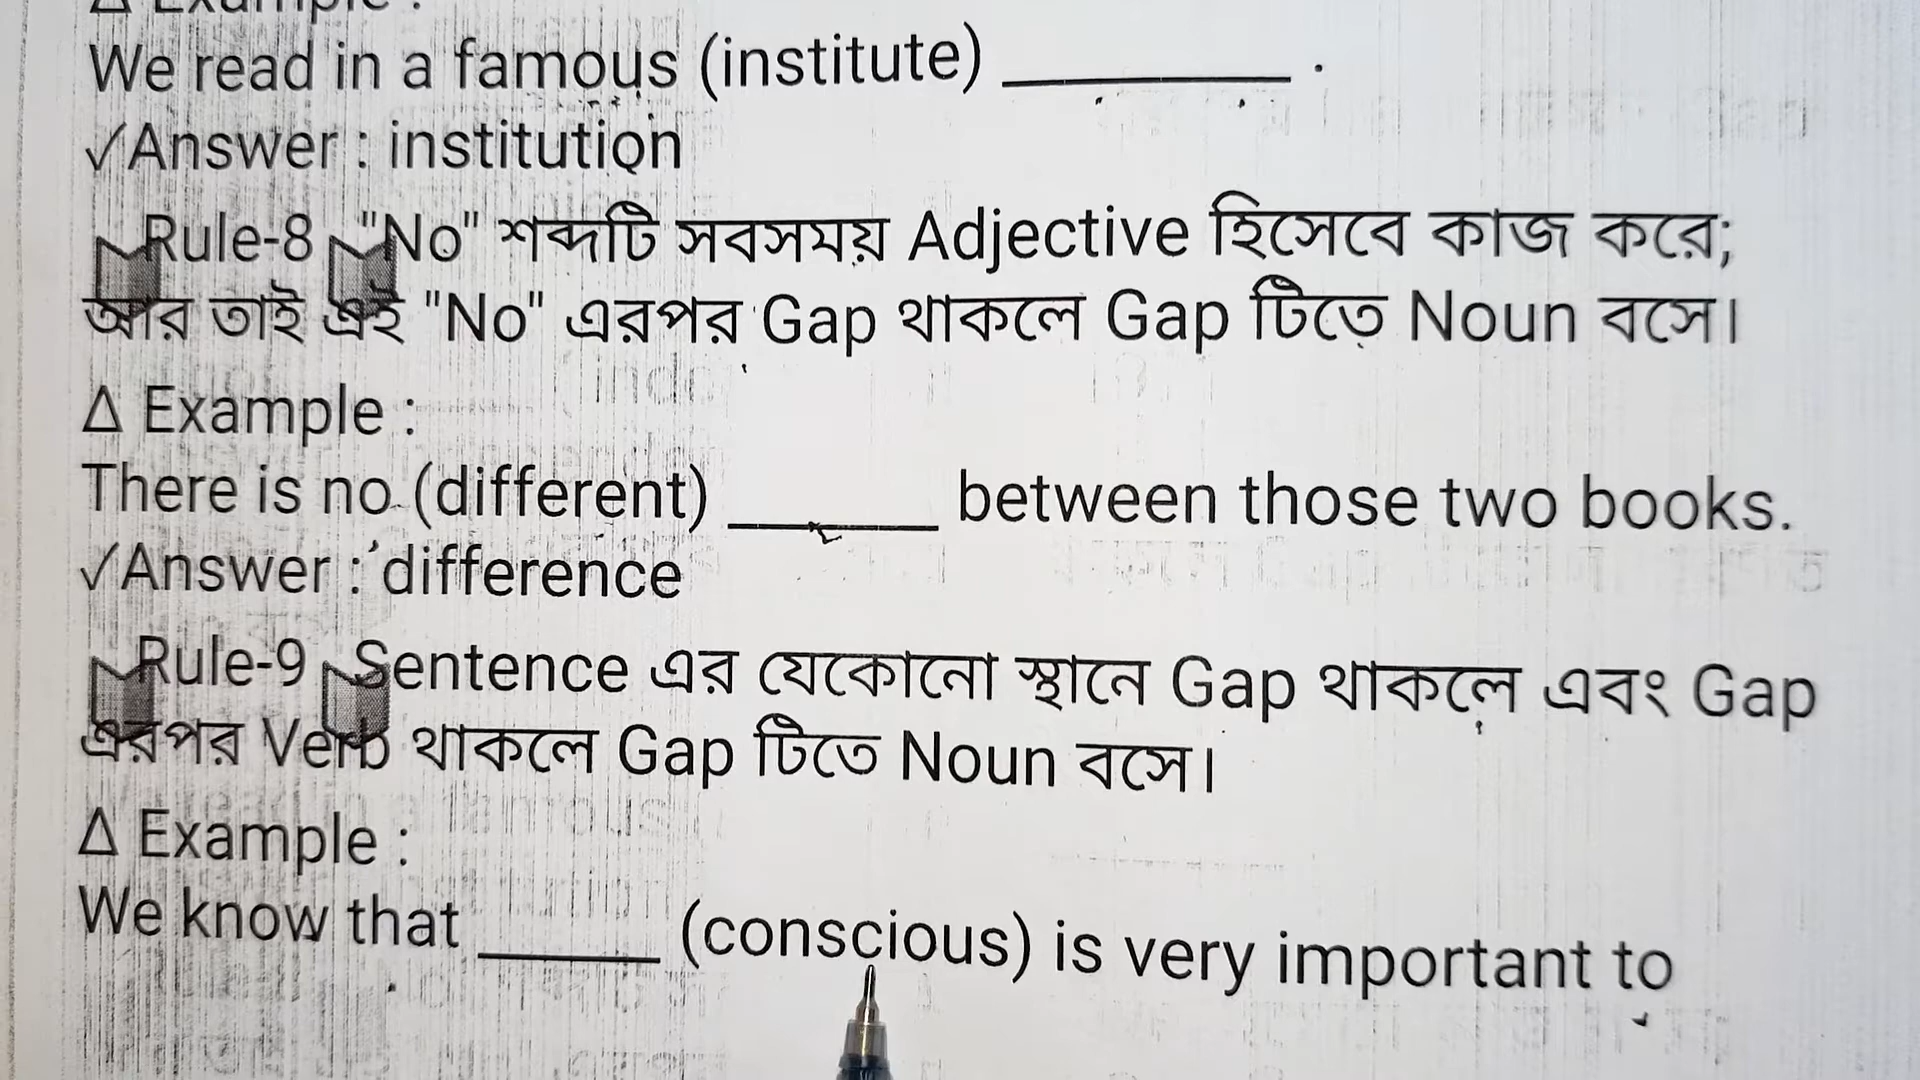 Δ Example :
We read in a famous (institute) ________ .
✓Answer : institution
Rule-8 "No" শব্দটি সবসময় Adjective হিসেবে কাজ করে;
আর তাই এই "No" এরপর Gap থাকলে Gap টিতে Noun বসে।
Δ Example :
There is no (different) ______ between those two books.
✓Answer : difference
Rule-9 Sentence এর যেকোনো স্থানে Gap থাকলে এবং Gap
এরপর Verb থাকলে Gap টিতে Noun বসে।
Δ Example :
We know that _____ (conscious) is very important to